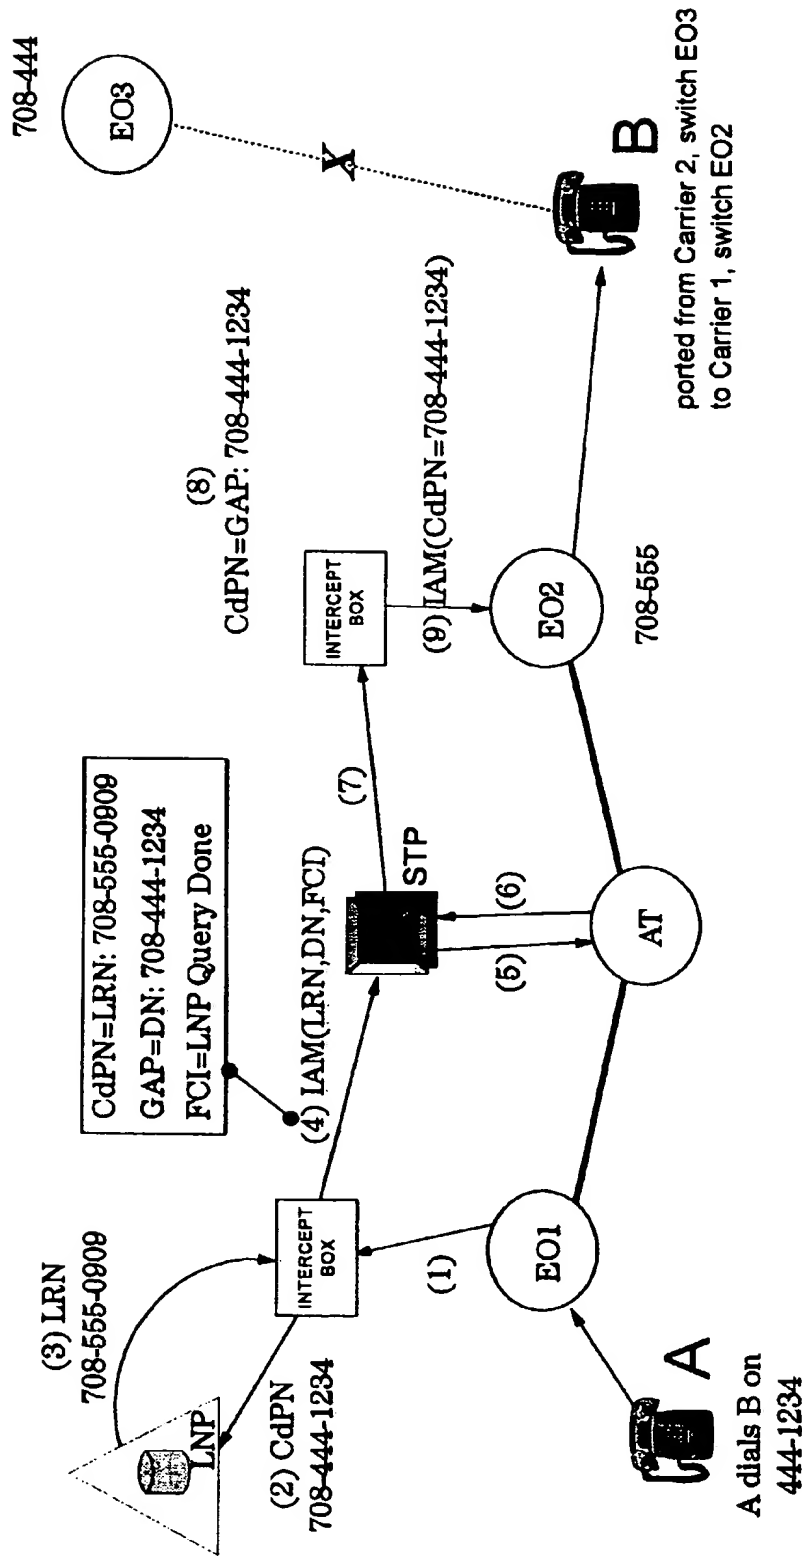 (3) LRN
708-555-0909
LNP
(2) CdPN
708-444-1234
INTERCEPT
BOX
(1)
EO1
A
A dials B on
444-1234
CdPN=LRN: 708-555-0909
GAP=DN: 708-444-1234
FCI=LNP Query Done
(4) IAM(LRN,DN,FCI)
STP
(5)
(6)
AT
(7)
(8)
CdPN=GAP: 708-444-1234
INTERCEPT
BOX
(9) IAM(CdPN=708-444-1234)
EO2
708-555
708-444
EO3
X
B
ported from Carrier 2, switch EO3
to Carrier 1, switch EO2